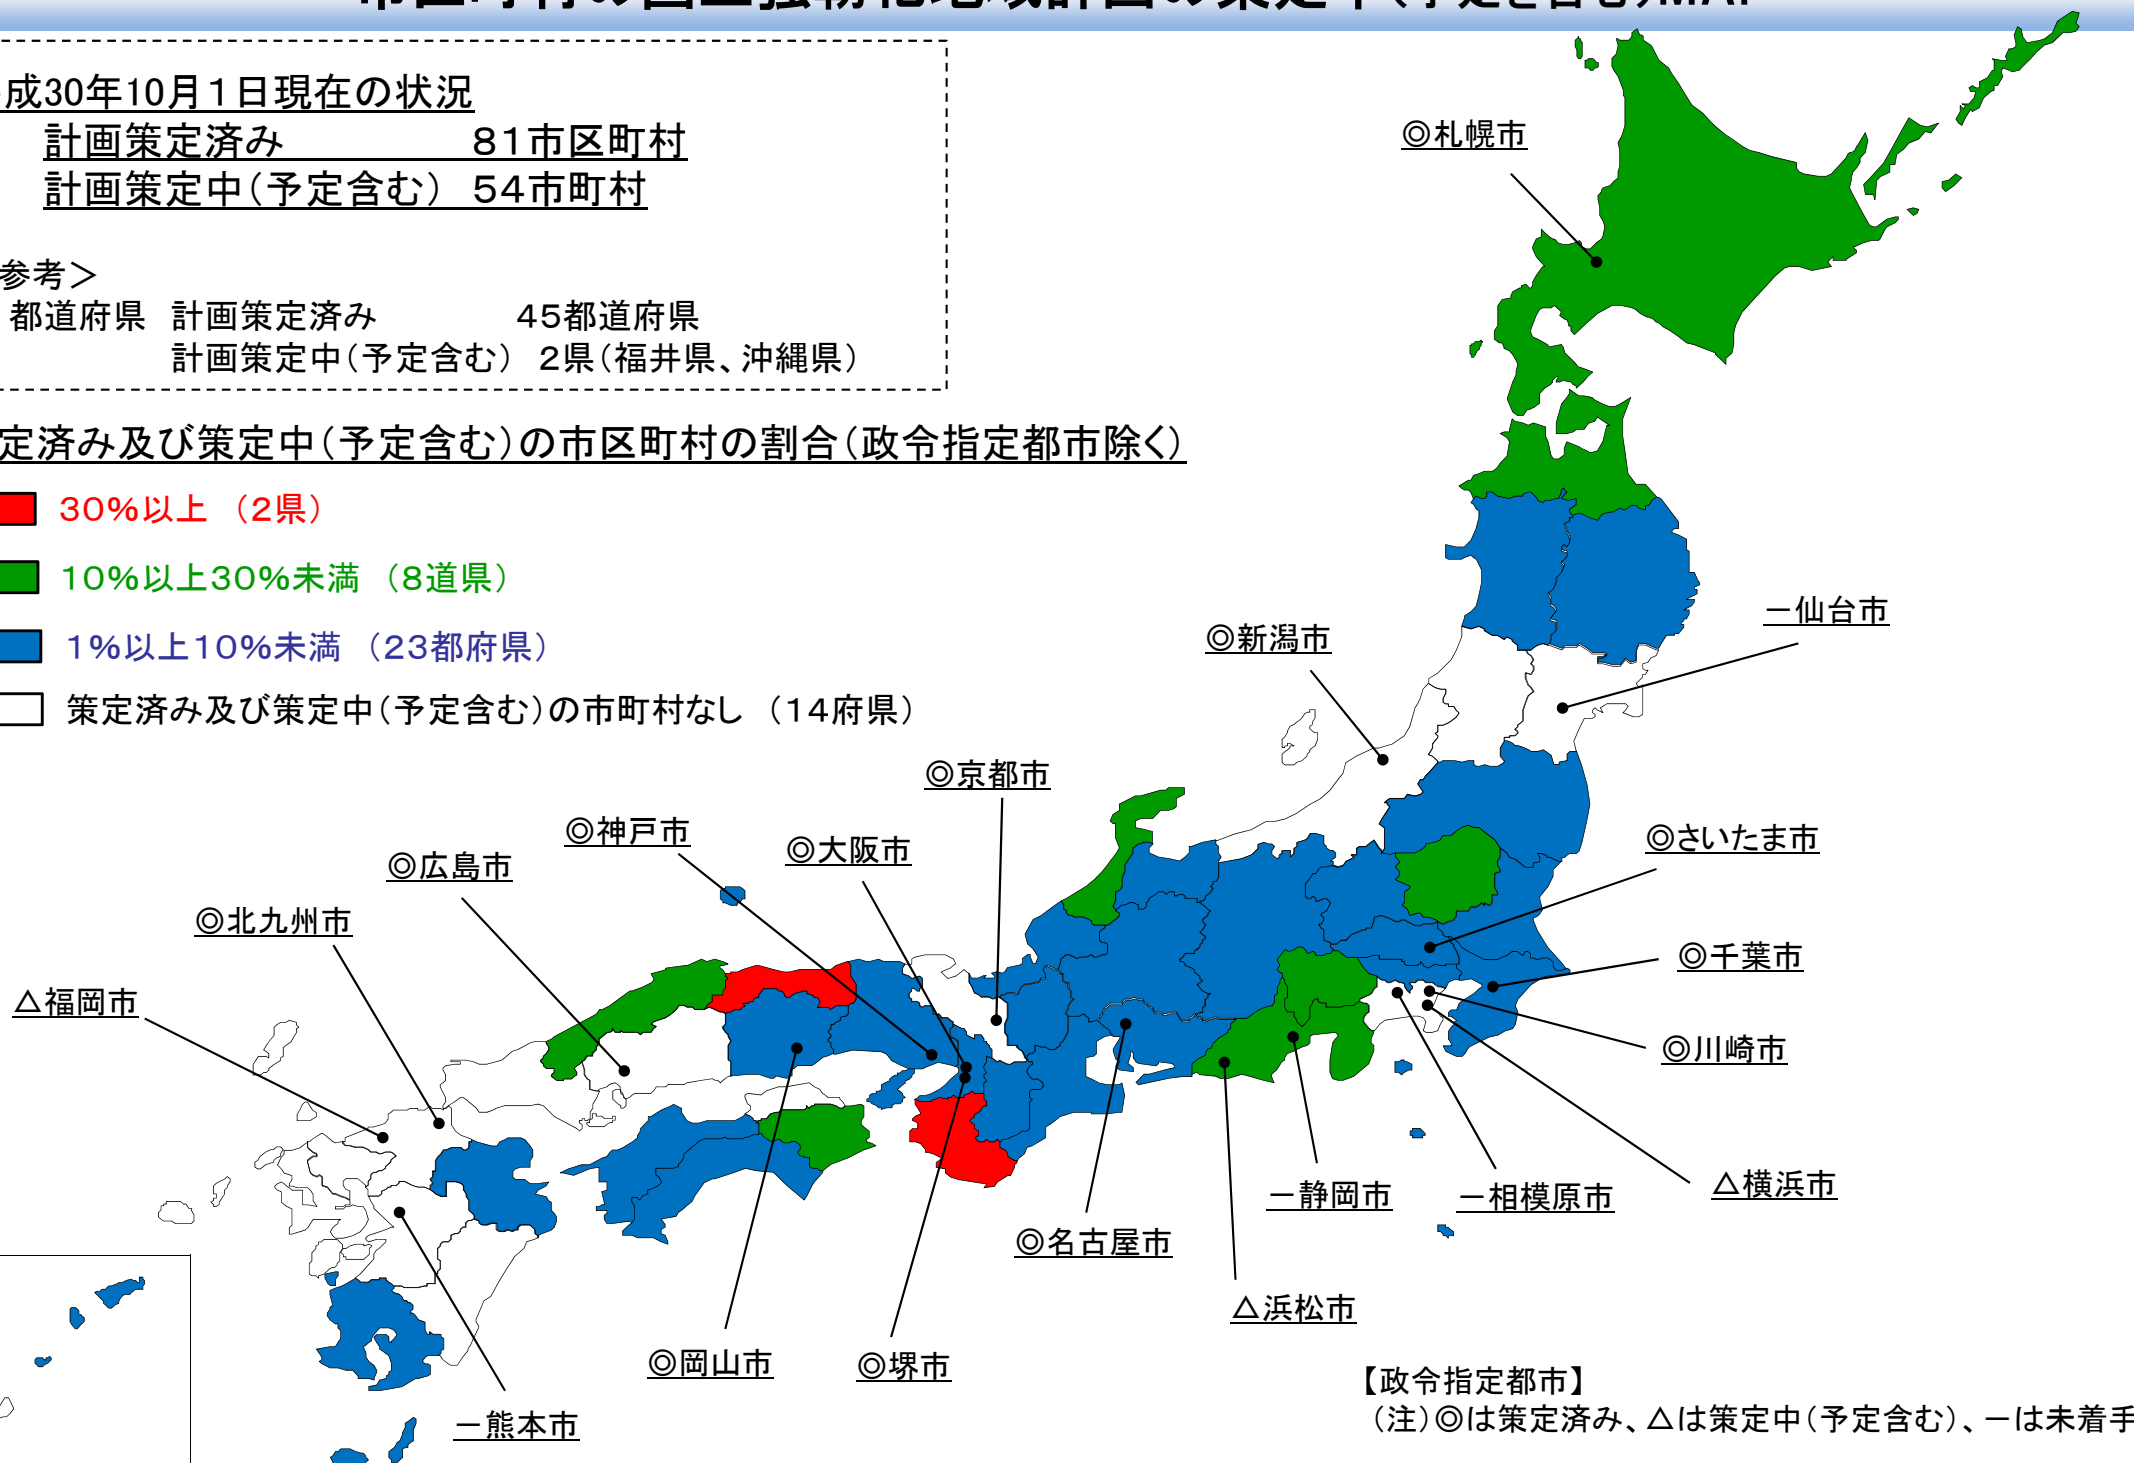 成30年10月1日現在の状況
計画策定済み 81市区町村
計画策定中(予定含む) 54市町村
参考＞
都道府県 計画策定済み 45都道府県
計画策定中(予定含む) 2県(福井県、沖縄県)
定済み及び策定中(予定含む)の市区町村の割合(政令指定都市除く)
30%以上 (2県)
10%以上30%未満 (8道県)
1%以上10%未満 (23都府県)
策定済み及び策定中(予定含む)の市町村なし (14府県)
◎札幌市
－仙台市
◎新潟市
◎京都市
◎神戸市
◎大阪市
◎さいたま市
◎広島市
◎北九州市
◎千葉市
△福岡市
◎川崎市
△横浜市
－静岡市
－相模原市
◎名古屋市
△浜松市
◎岡山市
◎堺市
－熊本市
【政令指定都市】
(注)◎は策定済み、△は策定中(予定含む)、－は未着手